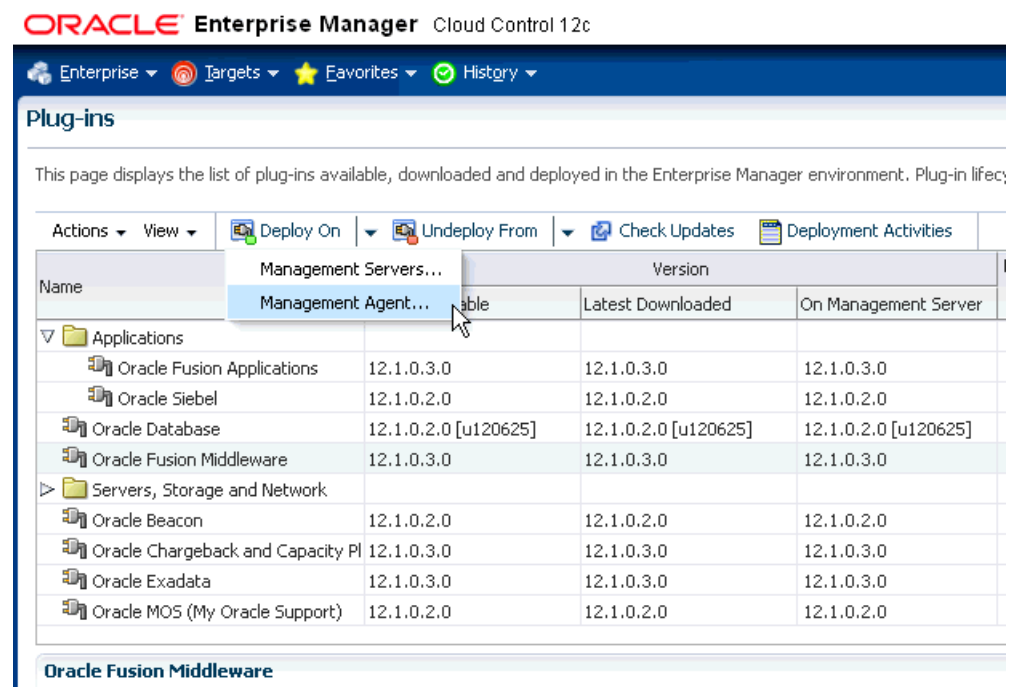 ORACLE Enterprise Manager Cloud Control 12c
Enterprise Targets Favorites History
Plug-ins
This page displays the list of plug-ins available, downloaded and deployed in the Enterprise Manager environment. Plug-in
Actions View Deploy On Undeploy From Check Updates Deployment Activities
Management Servers...
Management Agent...
Name
Version
Latest Downloaded On Management Server
Applications
Oracle Fusion Applications 12.1.0.3.0 12.1.0.3.0 12.1.0.3.0
Oracle Siebel 12.1.0.2.0 12.1.0.2.0 12.1.0.2.0
Oracle Database 12.1.0.2.0 [u120625] 12.1.0.2.0 [u120625] 12.1.0.2.0 [u120625]
Oracle Fusion Middleware 12.1.0.3.0 12.1.0.3.0 12.1.0.3.0
Servers, Storage and Network
Oracle Beacon 12.1.0.2.0 12.1.0.2.0 12.1.0.2.0
Oracle Chargeback and Capacity Pl 12.1.0.3.0 12.1.0.3.0 12.1.0.3.0
Oracle Exadata 12.1.0.3.0 12.1.0.3.0 12.1.0.3.0
Oracle MOS (My Oracle Support) 12.1.0.2.0 12.1.0.2.0 12.1.0.2.0
Oracle Fusion Middleware